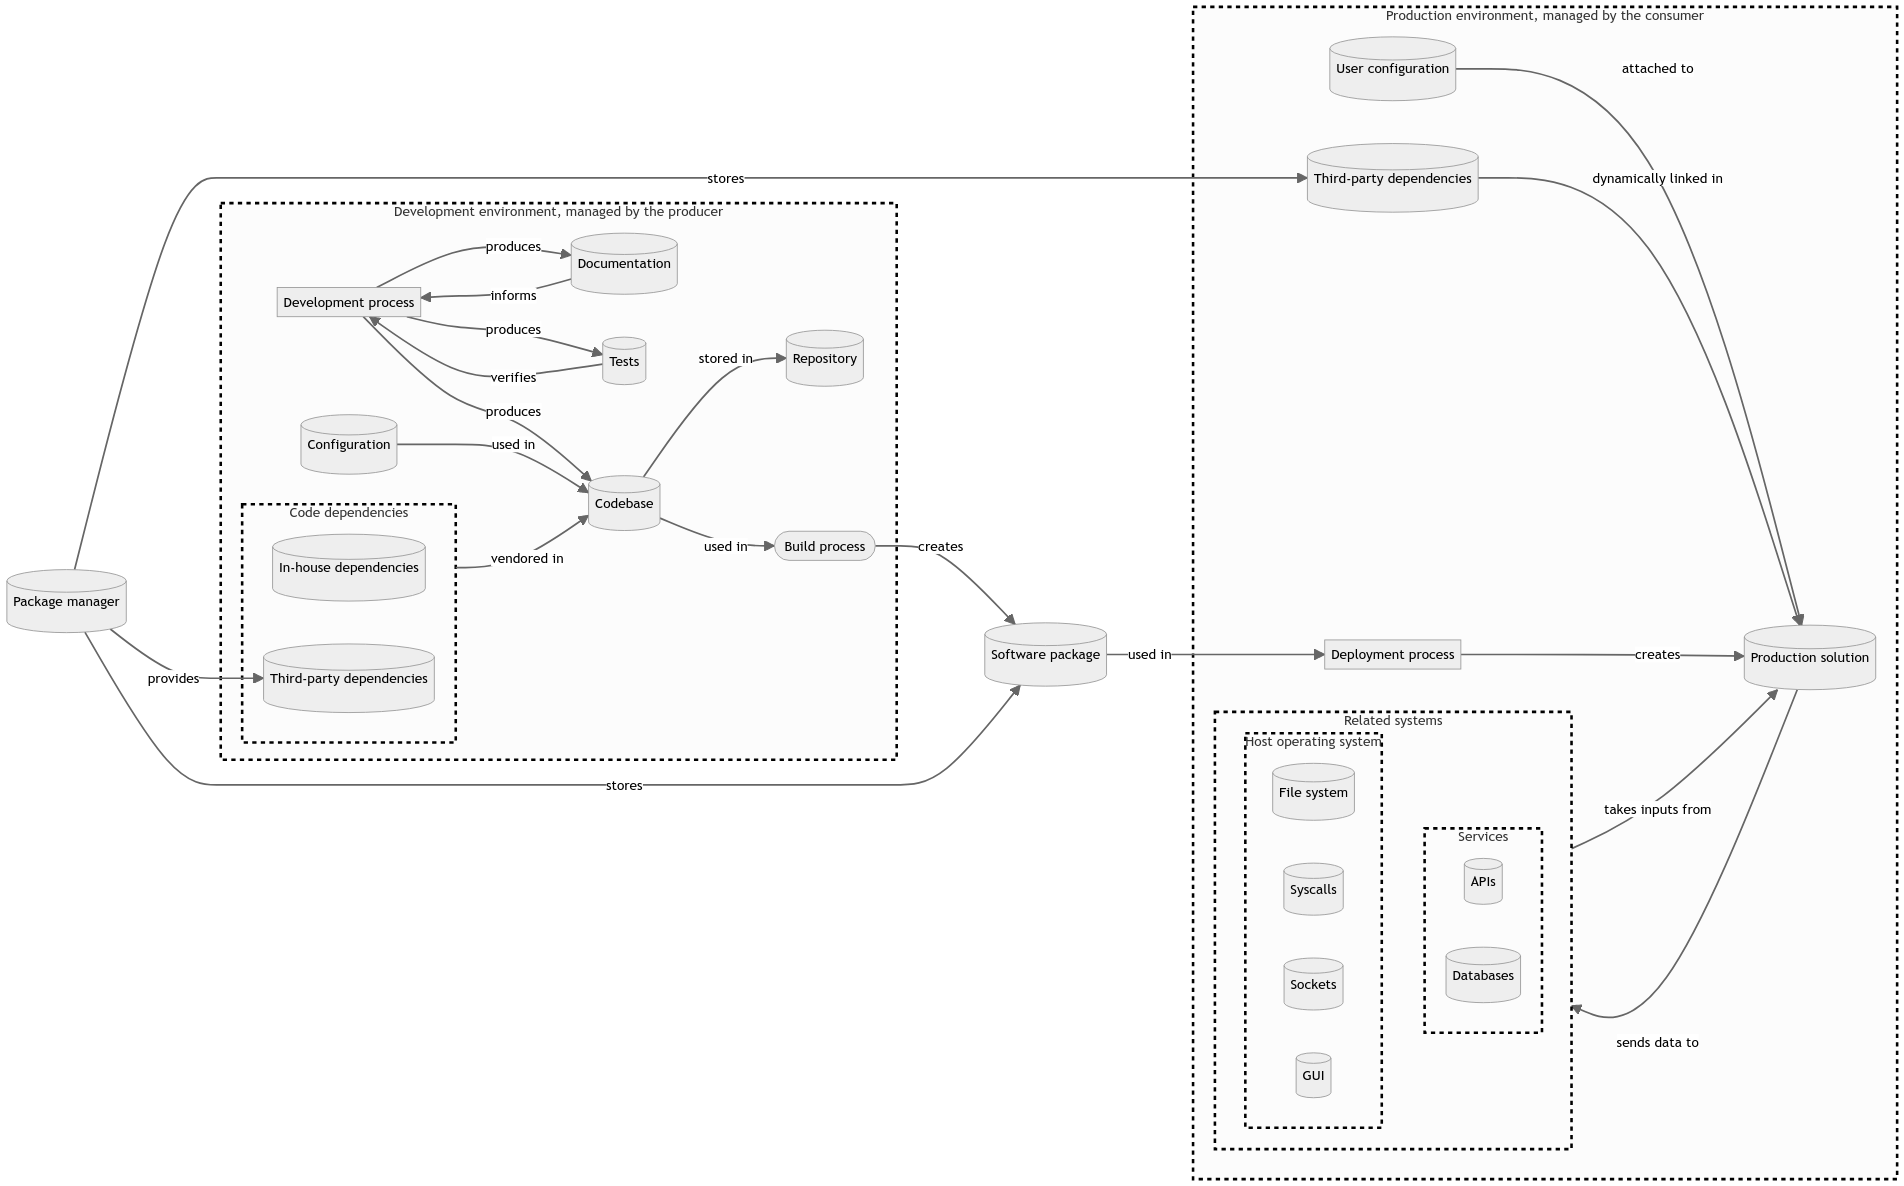 Production environment, managed by the consumer
User configuration
attached to
Third-party dependencies
dynamically linked in
stores
Development environment, managed by the producer
produces
Documentation
informs
Development process
produces
Tests
verifies
produces
stored in
Repository
Configuration
used in
Codebase
Code dependencies
In-house dependencies
vendored in
used in
Build process
creates
Package manager
provides
Third-party dependencies
stores
Software package
used in
Deployment process
creates
Production solution
Related systems
Host operating system
File system
Syscalls
Sockets
GUI
Services
APIs
Databases
takes inputs from
sends data to